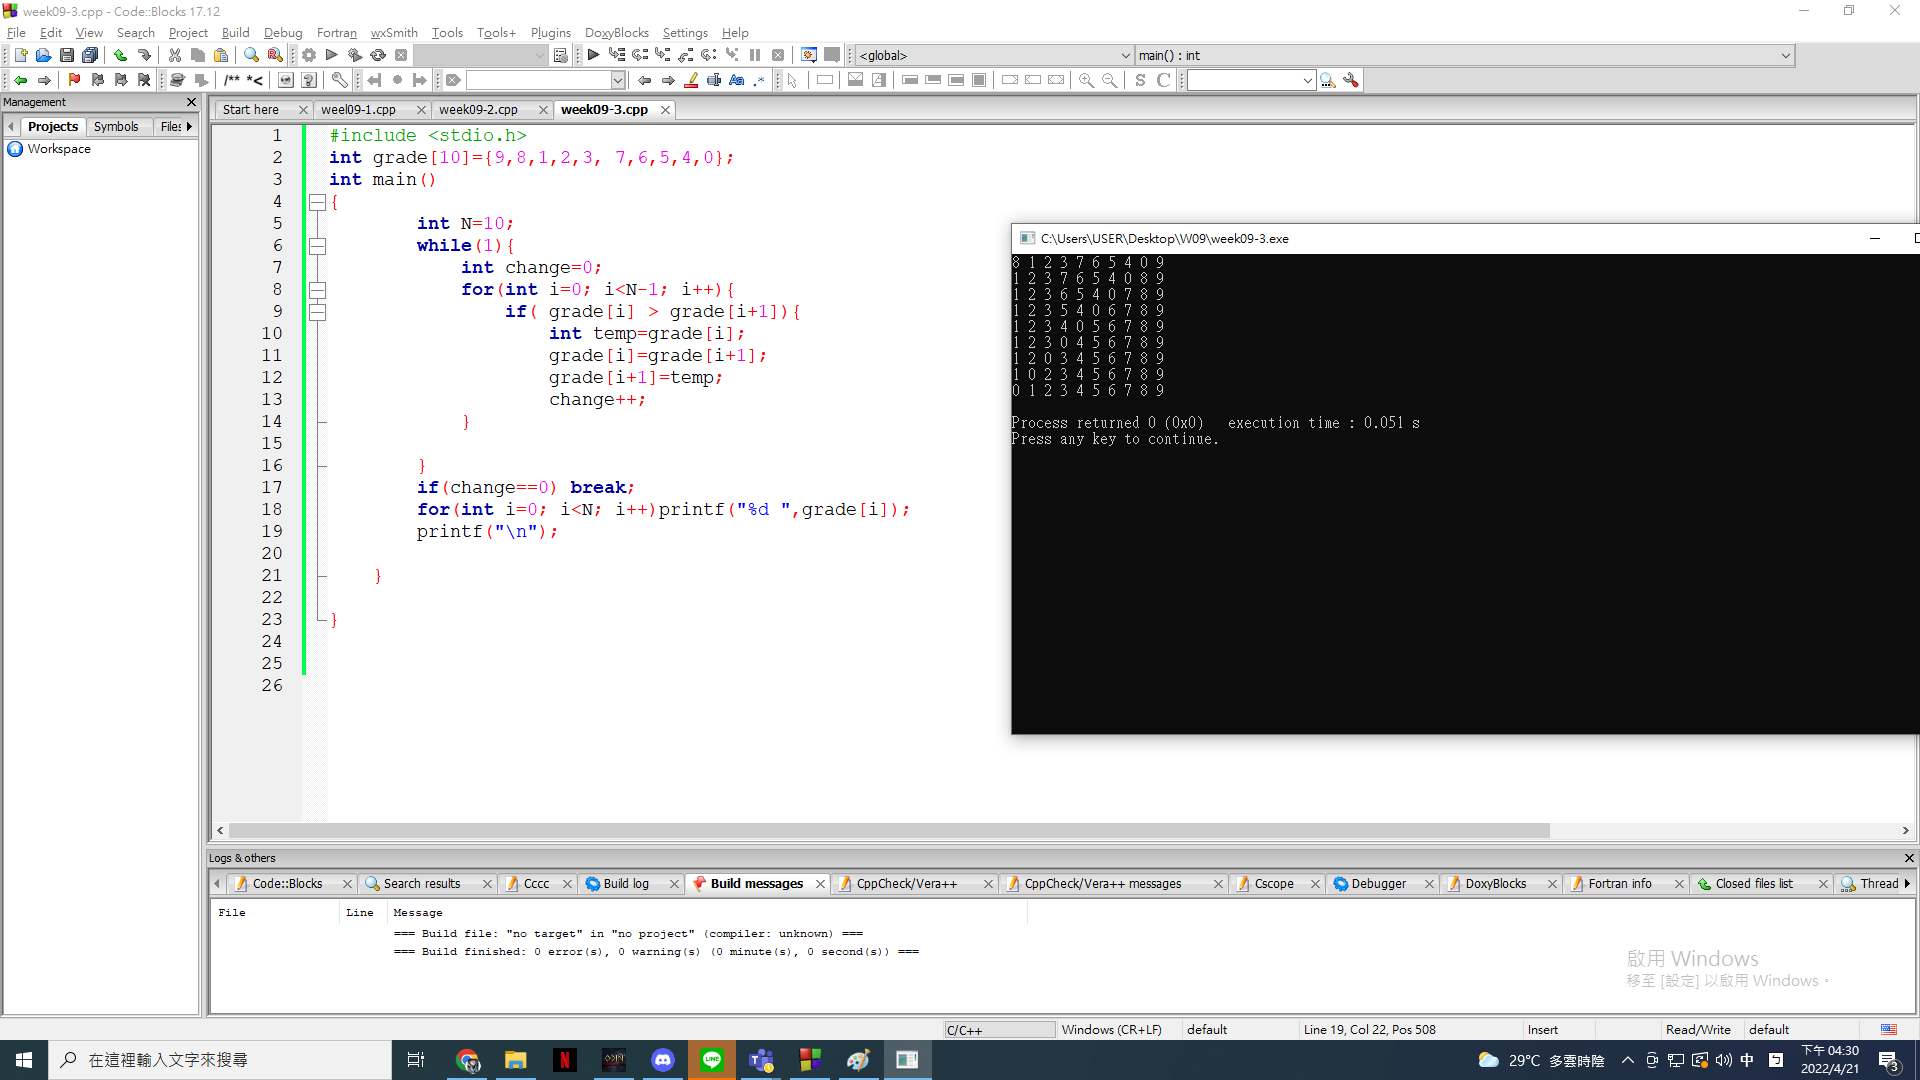 week09-3.cpp - Code::Blocks 17.12
File Edit View Search Project Build Debug Fortran wxSmith Tools Tools+ Plugins DoxyBlocks Settings Help
<global> main() : int
/** *< Aa .* S C
Management
Projects Symbols Files
Workspace
Start here weel09-1.cpp week09-2.cpp week09-3.cpp
1 #include <stdio.h>
2 int grade[10]={9,8,1,2,3, 7,6,5,4,0};
3 int main()
4 {
5 int N=10;
6 while(1){
7 int change=0;
8 for(int i=0; i<N-1; i++){
9 if( grade[i] > grade[i+1]){
10 int temp=grade[i];
11 grade[i]=grade[i+1];
12 grade[i+1]=temp;
13 change++;
14 }
15
16 }
17 if(change==0) break;
18 for(int i=0; i<N; i++)printf("%d ",grade[i]);
19 printf("\n");
20
21 }
22
23 }
24
25
26
C:\Users\USER\Desktop\W09\week09-3.exe
8 1 2 3 7 6 5 4 0 9
1 2 3 7 6 5 4 0 8 9
1 2 3 6 5 4 0 7 8 9
1 2 3 5 4 0 6 7 8 9
1 2 3 4 0 5 6 7 8 9
1 2 3 0 4 5 6 7 8 9
1 2 0 3 4 5 6 7 8 9
1 0 2 3 4 5 6 7 8 9
0 1 2 3 4 5 6 7 8 9
Process returned 0 (0x0) execution time : 0.051 s
Press any key to continue.
Logs & others
Code::Blocks Search results Cccc Build log Build messages CppCheck/Vera++ CppCheck/Vera++ messages Cscope Debugger DoxyBlocks Fortran info Closed files list Thread
File Line Message
=== Build file: "no target" in "no project" (compiler: unknown) ===
=== Build finished: 0 error(s), 0 warning(s) (0 minute(s), 0 second(s)) ===
啟用 Windows
移至 [設定] 以啟用 Windows。
C/C++ Windows (CR+LF) default Line 19, Col 22, Pos 508 Insert Read/Write default
在這裡輸入文字來搜尋
29°C 多雲時陰 中
下午 04:30
2022/4/21
3